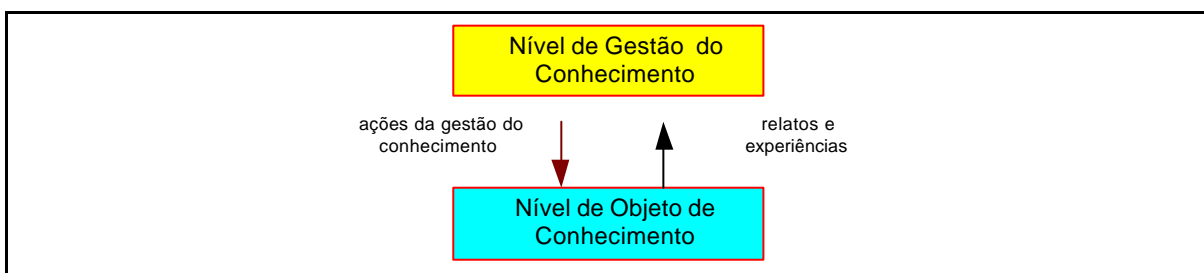 Nível de Gestão do
Conhecimento
ações da gestão do
conhecimento
relatos e
experiências
Nível de Objeto de
Conhecimento